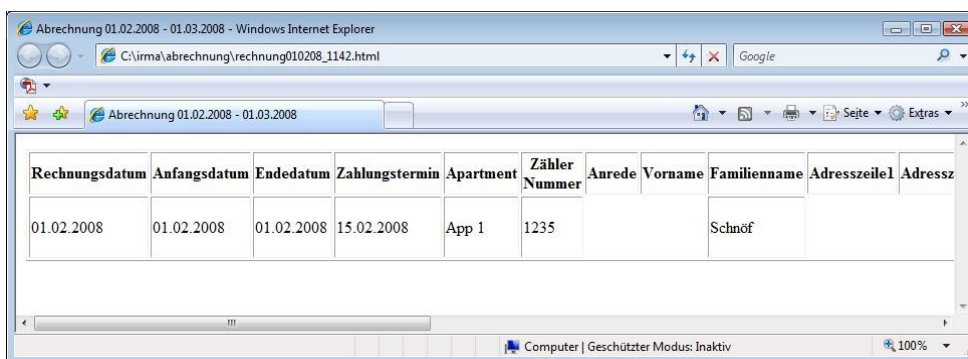 Abrechnung 01.02.2008 - 01.03.2008 - Windows Internet Explorer
C:\irma\abrechnung\rechnung010208_1142.html
Google
Abrechnung 01.02.2008 - 01.03.2008
Seite
Extras
Rechnungsdatum Anfangsdatum Endedatum Zahlungstermin Apartment Zähler Nummer Anrede Vorname Familienname Adresszeile1 Adressz
01.02.2008 01.02.2008 01.02.2008 15.02.2008 App 1 1235 Schnöf
Computer | Geschützter Modus: Inaktiv
100%